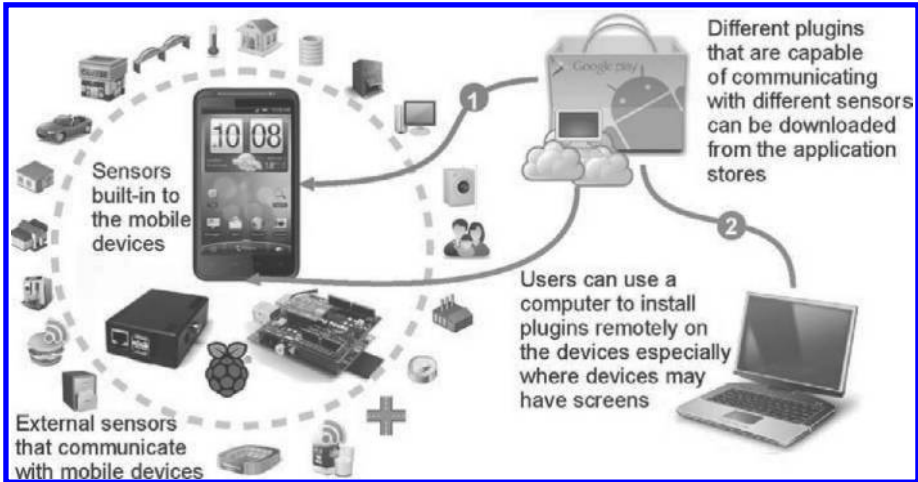 Different plugins
that are capable
of communicating
with different sensors
can be downloaded
from the application
stores
Google play
1
10 08
Sensors
built-in to
the mobile
devices
2
Users can use a
computer to install
plugins remotely on
the devices especially
where devices may
have screens
External sensors
that communicate
with mobile devices